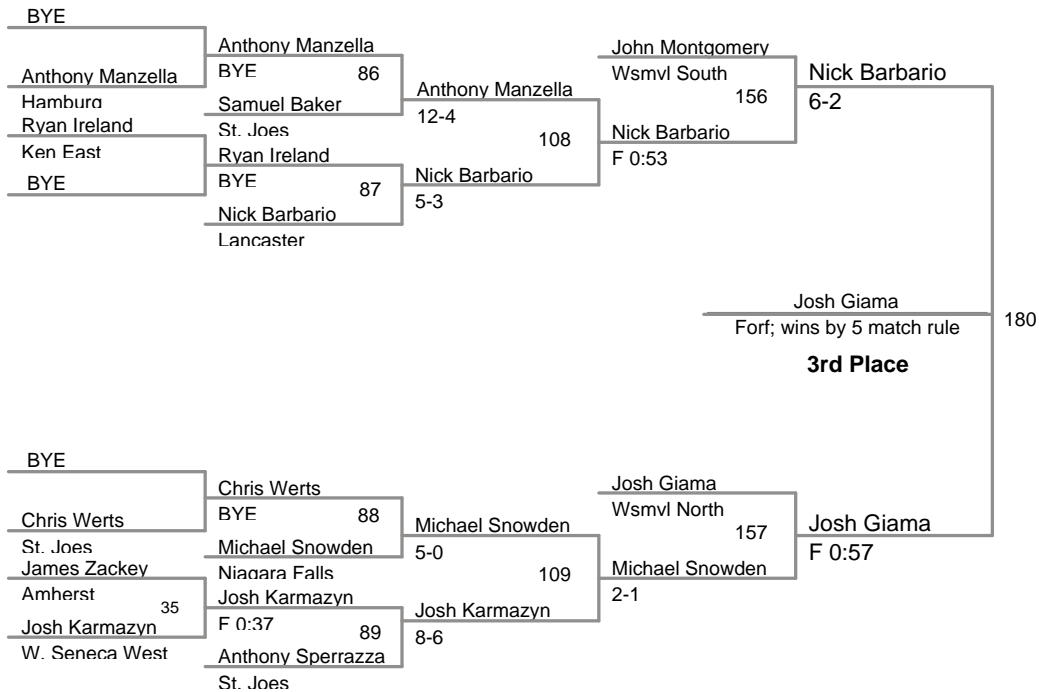 BYE
Anthony Manzella
Hamburg
Ryan Ireland
Ken East
BYE
Anthony Manzella
BYE
86
Samuel Baker
St. Joes
Ryan Ireland
BYE
87
Nick Barbario
Lancaster
Anthony Manzella
12-4
108
Nick Barbario
5-3
John Montgomery
Wsmvl South
156
Nick Barbario
F 0:53
Nick Barbario
6-2
Josh Giama
Forf; wins by 5 match rule
180
3rd Place
BYE
Chris Werts
St. Joes
James Zackey
Amherst
35
Josh Karmazyn
W. Seneca West
Chris Werts
BYE
88
Michael Snowden
Niagara Falls
Josh Karmazyn
F 0:37
89
Anthony Sperrazza
St. Joes
Michael Snowden
5-0
109
Josh Karmazyn
8-6
Josh Giama
Wsmvl North
157
Michael Snowden
2-1
Josh Giama
F 0:57